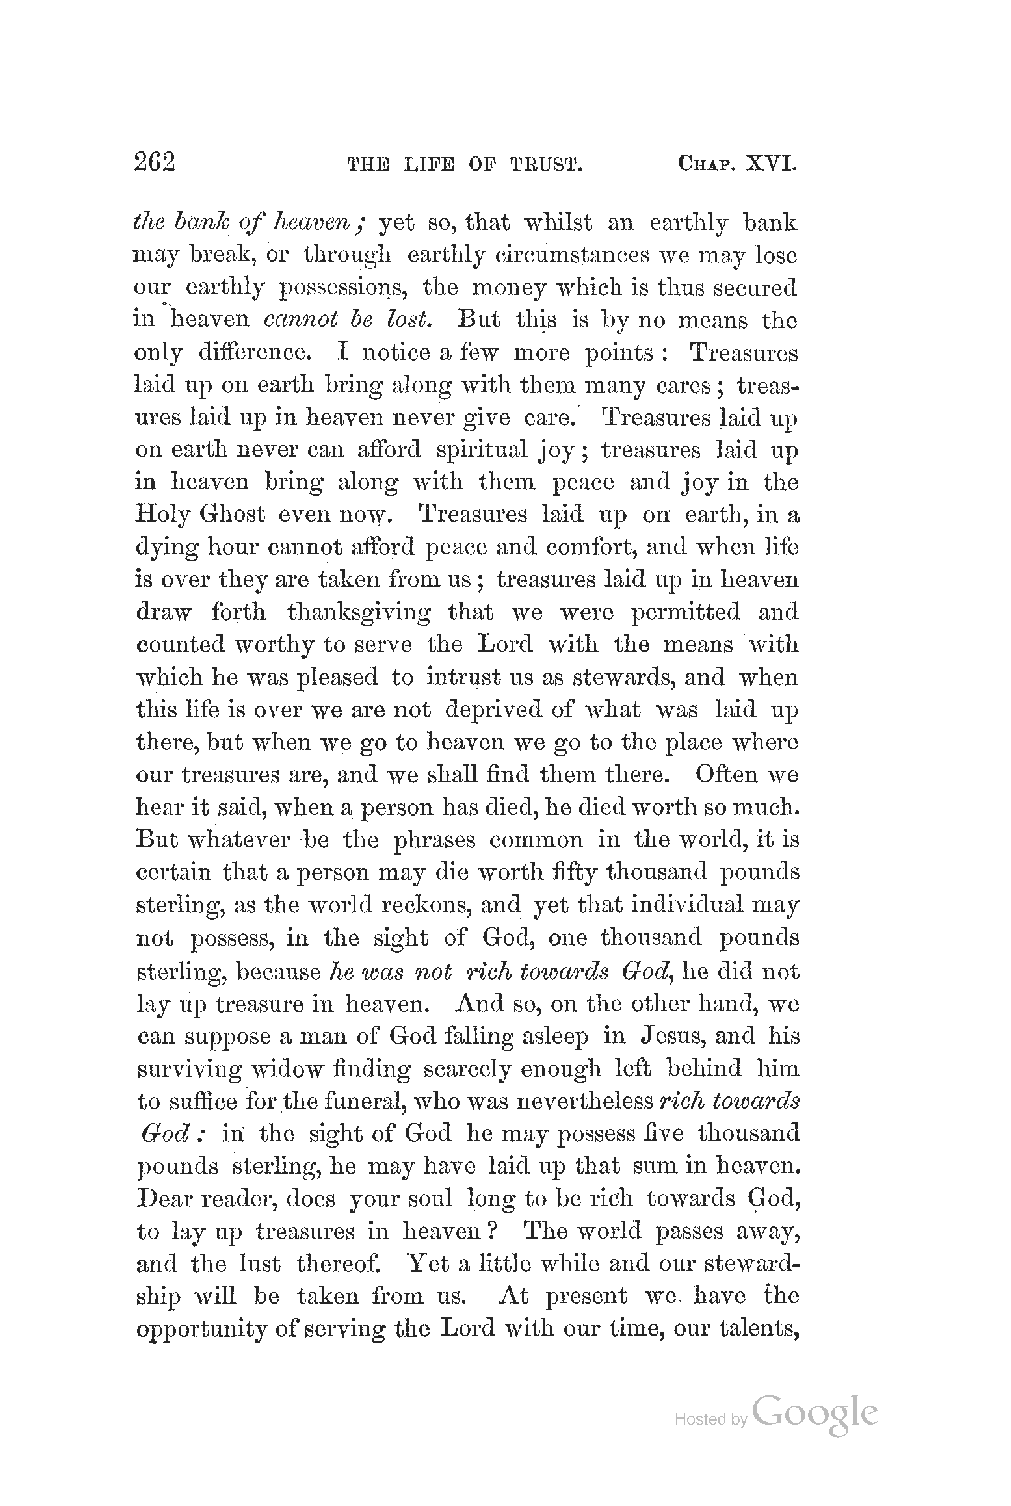 262 THE LIFE OF TRUST. CHAP. XVI.
the bank of heaven; yet so, that whilst an earthly bank
may break, or through earthly circumstances we may lose
our earthly possessions, the money which is thus secured
in heaven cannot be lost. But this is by no means the
only difference. I notice a few more points: Treasures
laid up on earth bring along with them many cares; treas-
ures laid up in heaven never give care. Treasures laid up
on earth never can afford spiritual joy; treasures laid up
in heaven bring along with them peace and joy in the
Holy Ghost even now. Treasures laid up on earth, in a
dying hour cannot afford peace and comfort, and when life
is over they are taken from us; treasures laid up in heaven
draw forth thanksgiving that we were permitted and
counted worthy to serve the Lord with the means with
which he was pleased to intrust us as stewards, and when
this life is over we are not deprived of what was laid up
there, but when we go to heaven we go to the place where
our treasures are, and we shall find them there. Often we
hear it said, when a person has died, he died worth so much.
But whatever be the phrases common in the world, it is
certain that a person may die worth fifty thousand pounds
sterling, as the world reckons, and yet that individual may
not possess, in the sight of God, one thousand pounds
sterling, because he was not rich towards God, he did not
lay up treasure in heaven. And so, on the other hand, we
can suppose a man of God falling asleep in Jesus, and his
surviving widow finding scarcely enough left behind him
to suffice for the funeral, who was nevertheless rich towards
God: in the sight of God he may possess five thousand
pounds sterling, he may have laid up that sum in heaven.
Dear reader, does your soul long to be rich towards God,
to lay up treasures in heaven? The world passes away,
and the lust thereof. Yet a little while and our steward-
ship will be taken from us. At present we have the
opportunity of serving the Lord with our time, our talents,
Hosted by Google